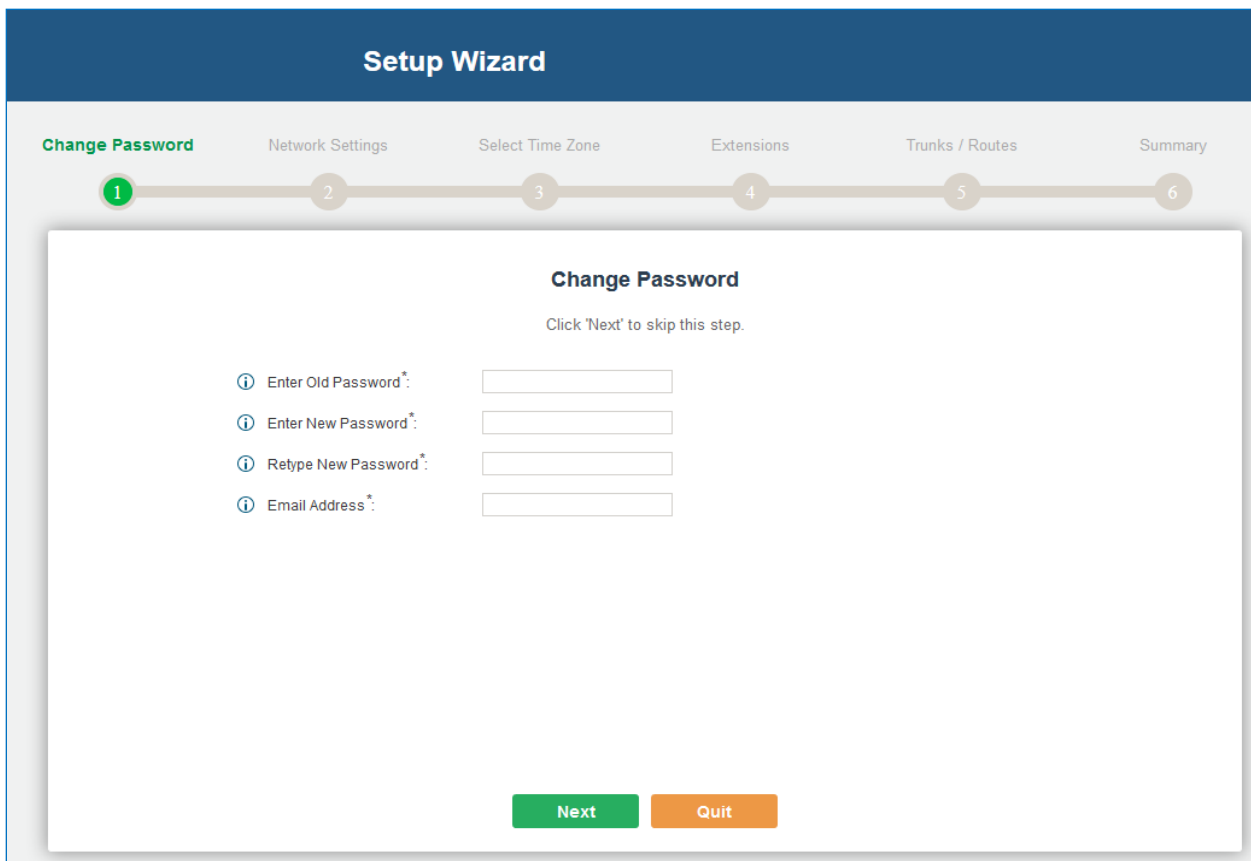 Setup Wizard
Change Password
Network Settings
Select Time Zone
Extensions
Trunks / Routes
Summary
1
2
3
4
5
6
Change Password
Click 'Next' to skip this step.
Enter Old Password*:
Enter New Password*:
Retype New Password*:
Email Address*:
Next
Quit